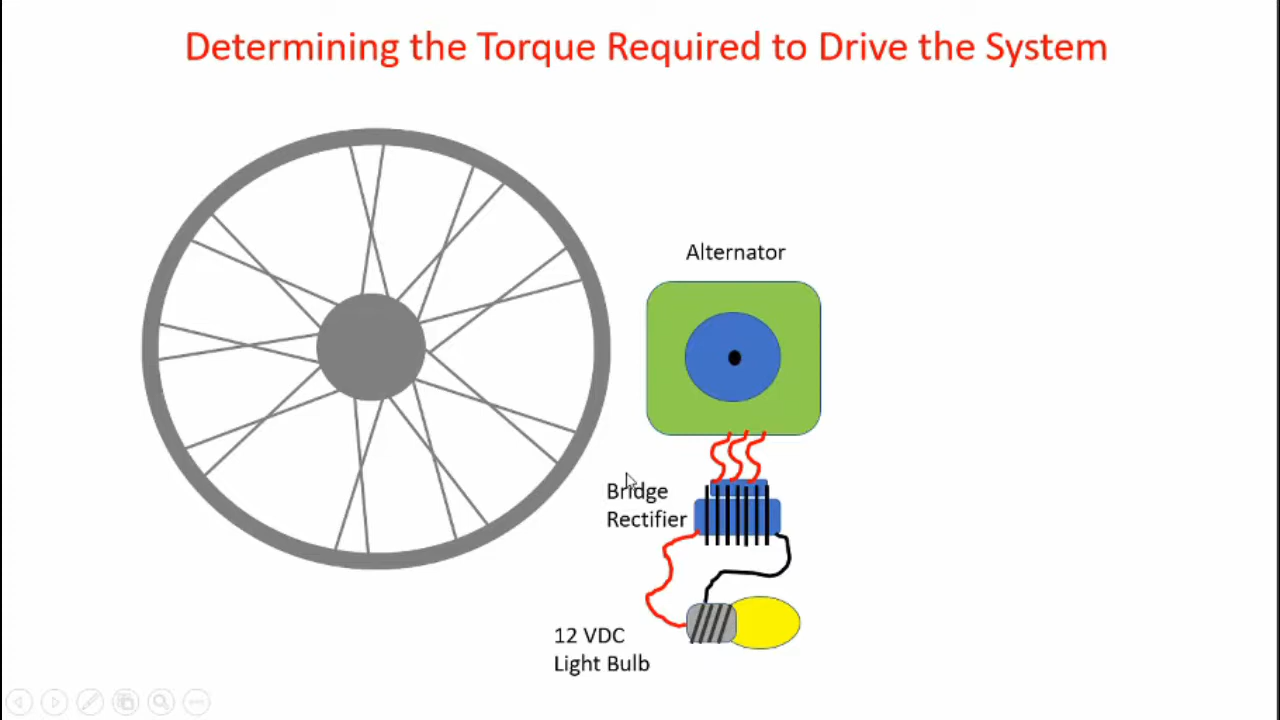 Determining the Torque Required to Drive the System
Alternator
Bridge
Rectifier
12 VDC
Light Bulb